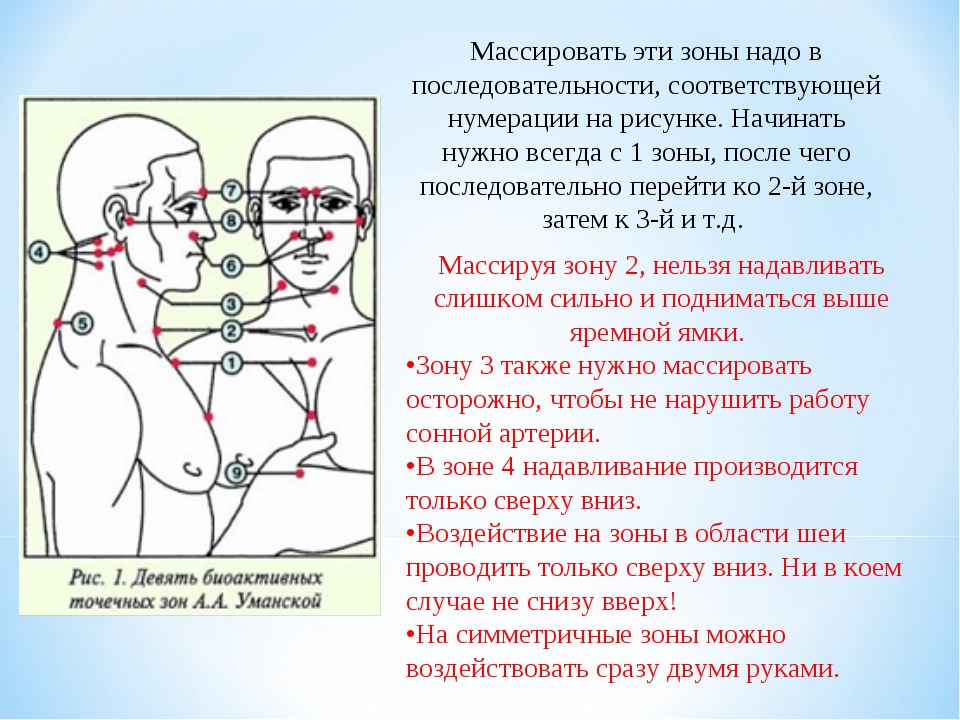 Массировать эти зоны надо в
последовательности, соответствующей
нумерации на рисунке. Начинать
нужно всегда с 1 зоны, после чего
последовательно перейти ко 2-й зоне,
затем к 3-й и т.д.
Массируя зону 2, нельзя надавливать
слишком сильно и подниматься выше
яремной ямки.
•Зону 3 также нужно массировать
осторожно, чтобы не нарушить работу
сонной артерии.
•В зоне 4 надавливание производится
только сверху вниз.
•Воздействие на зоны в области шеи
проводить только сверху вниз. Ни в коем
случае не снизу вверх!
•На симметричные зоны можно
воздействовать сразу двумя руками.
7
8
4
6
3
5
2
1
9
Рис. 1. Девять биоактивных
точечных зон А.А. Уманской